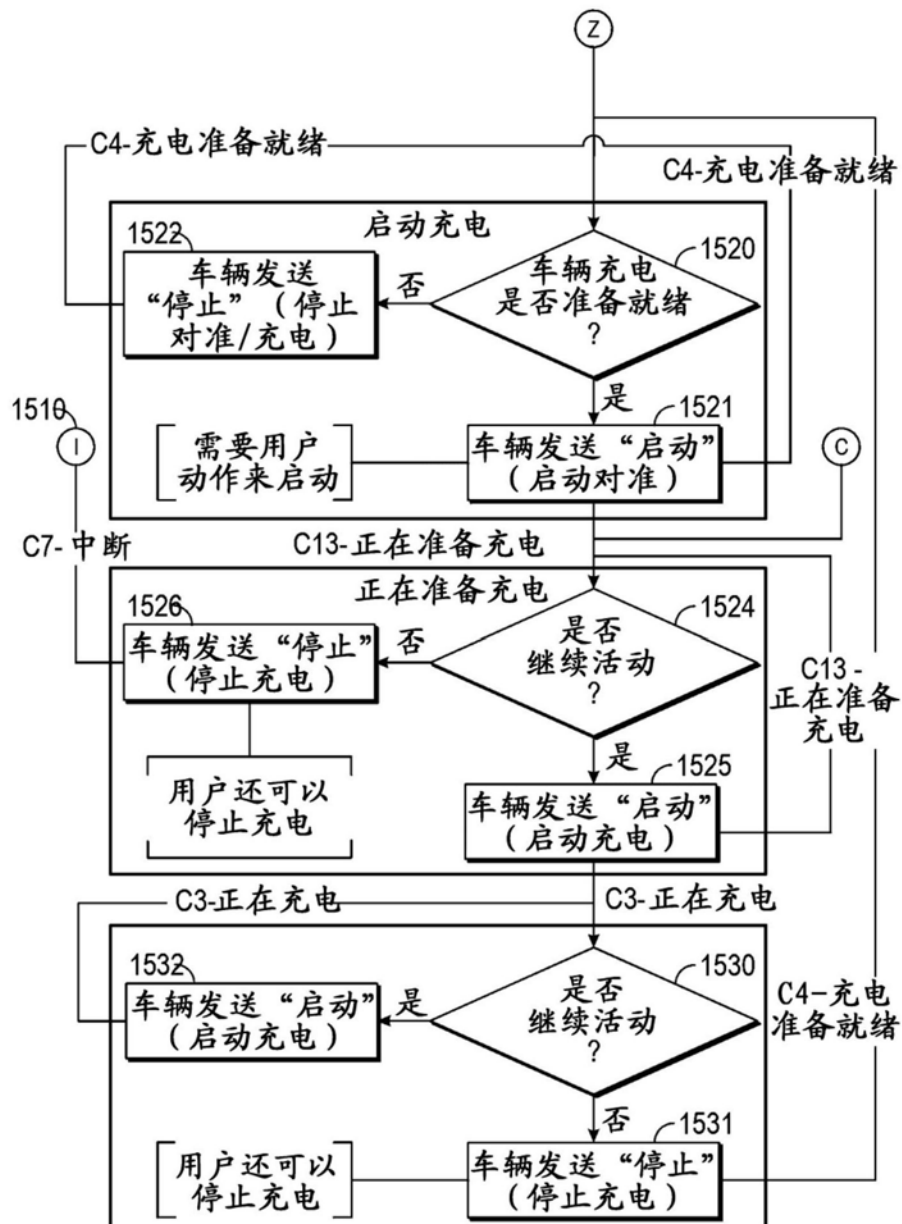 Z
C4-充电准备就绪
C4-充电准备就绪
启动充电
1522
车辆发送
“停止”（停止
对准/充电）
否
1520
车辆充电
是否准备就绪
？
是
1510
I
需要用户
动作来启动
1521
车辆发送“启动”
（启动对准）
C
C7-中断
C13-正在准备充电
正在准备充电
1526
车辆发送“停止”
（停止充电）
否
1524
是否
继续活动
？
C13-
正在准备
充电
是
用户还可以
停止充电
1525
车辆发送“启动”
（启动充电）
C3-正在充电
C3-正在充电
1532
车辆发送“启动”
（启动充电）
是
1530
是否
继续活动
？
C4-充电
准备就绪
否
用户还可以
停止充电
1531
车辆发送“停止”
（停止充电）